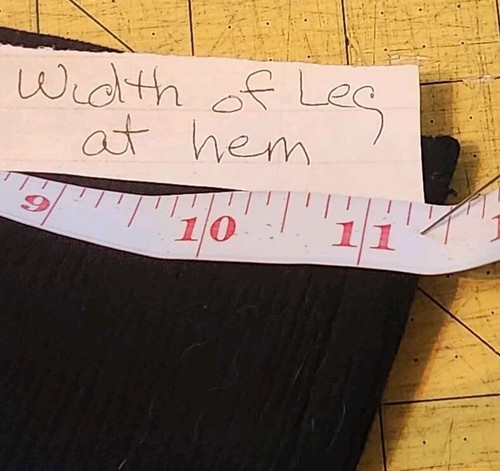 Width of Leg
at hem
9 10 11